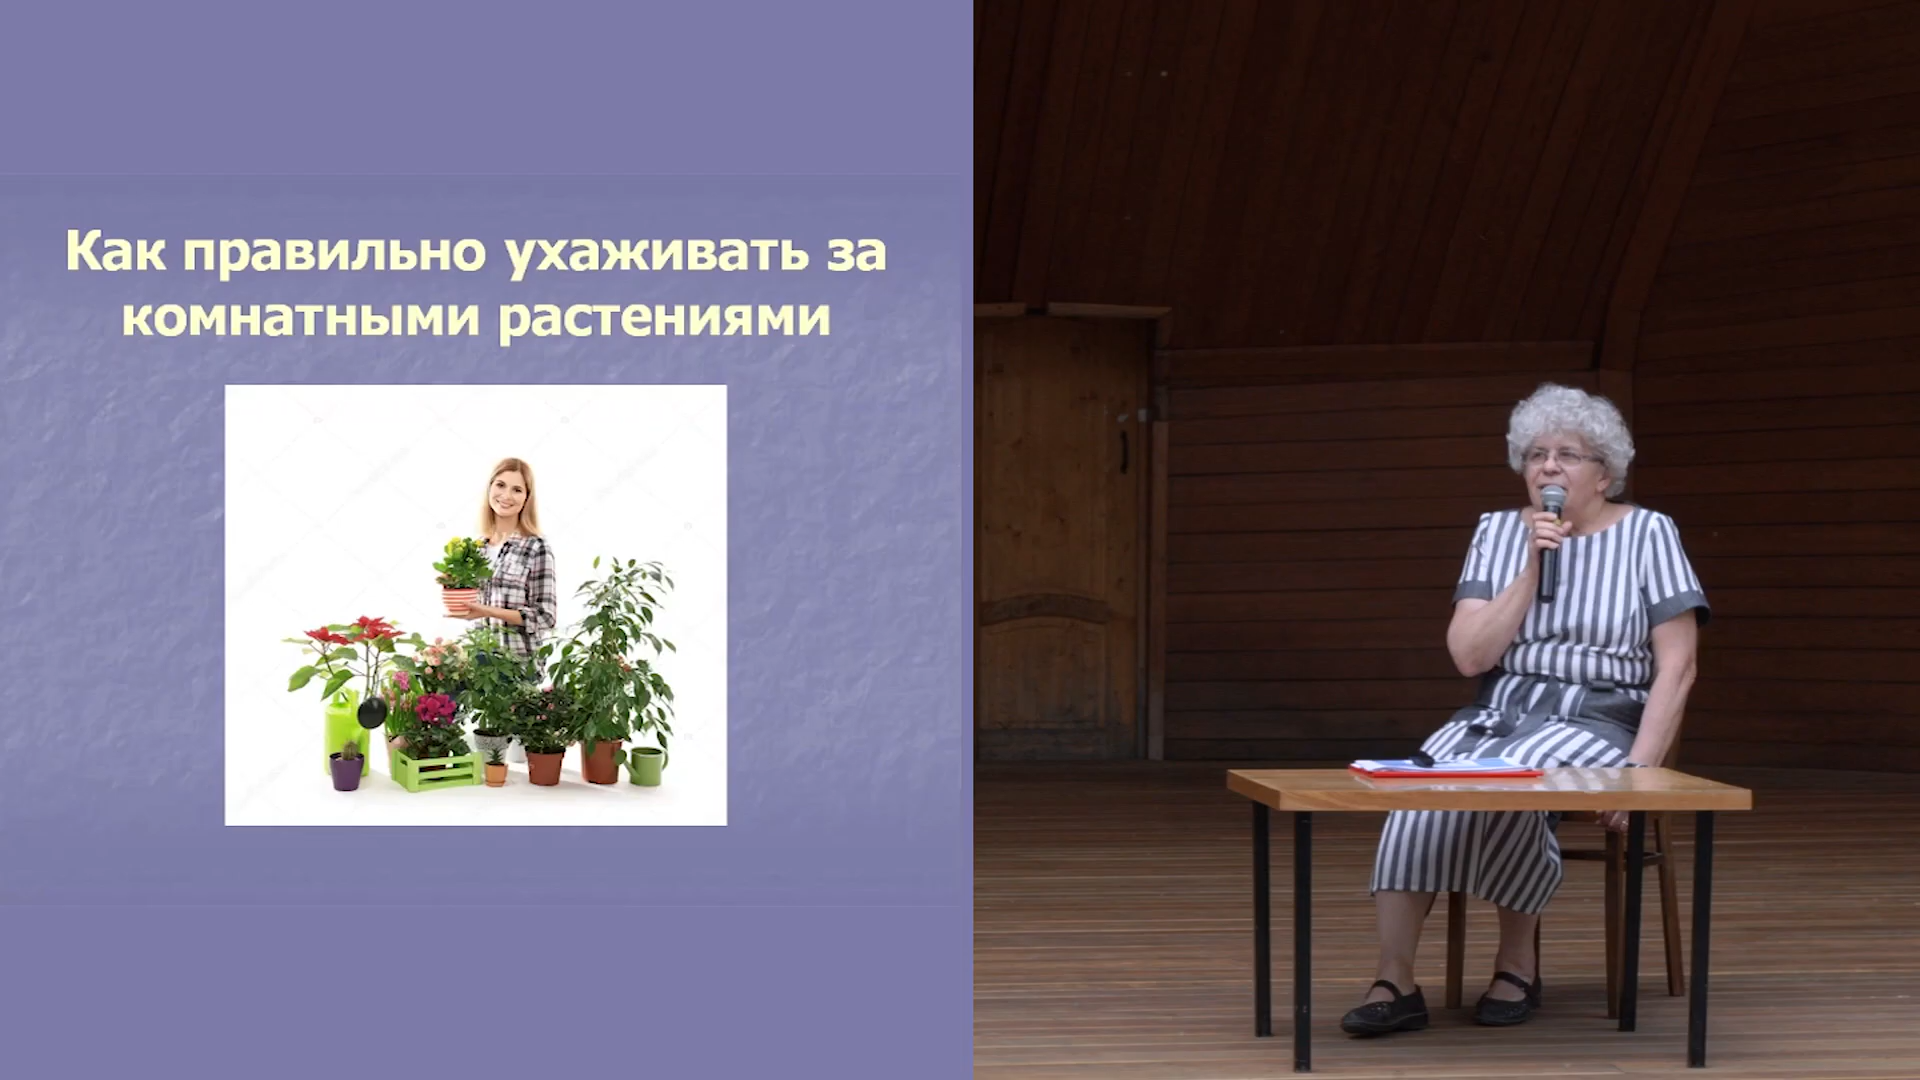 Как правильно ухаживать за
комнатными растениями